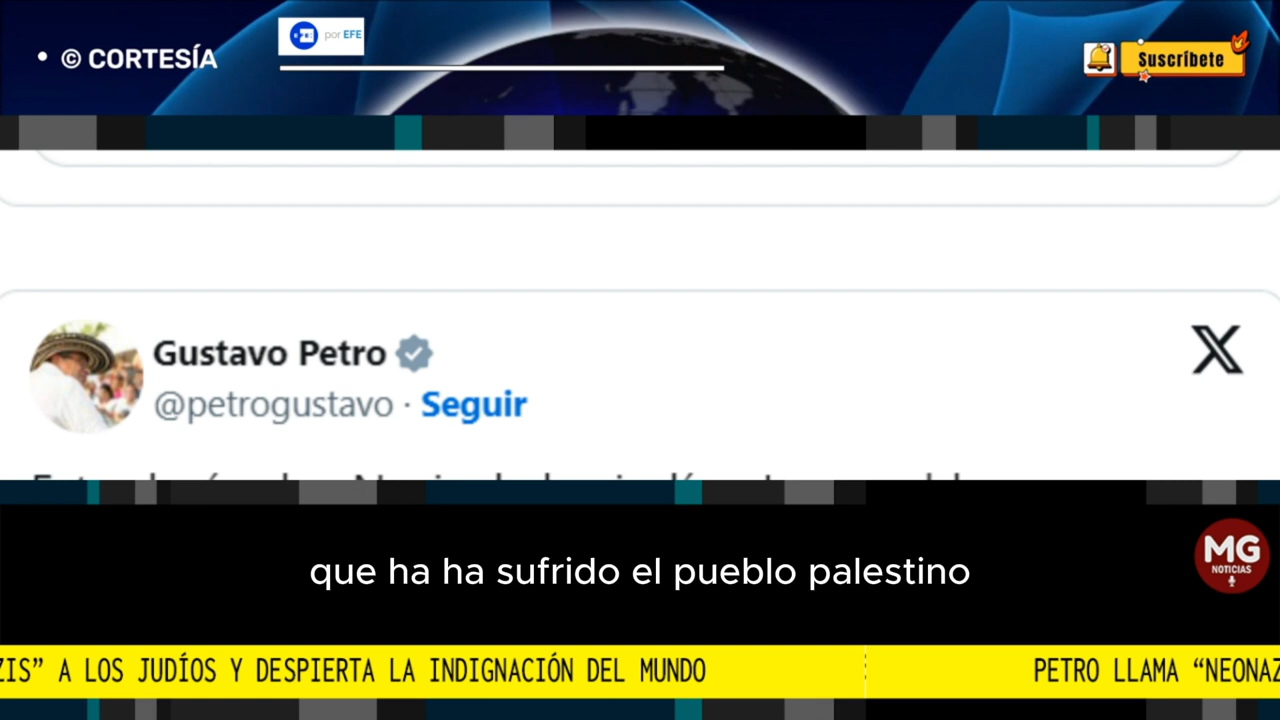 • © CORTESÍA
por EFE
Suscríbete
Gustavo Petro
@petrogustavo · Seguir
que ha ha sufrido el pueblo palestino
MG
NOTICIAS
ZIS” A LOS JUDÍOS Y DESPIERTA LA INDIGNACIÓN DEL MUNDO
PETRO LLAMA “NEONAZ